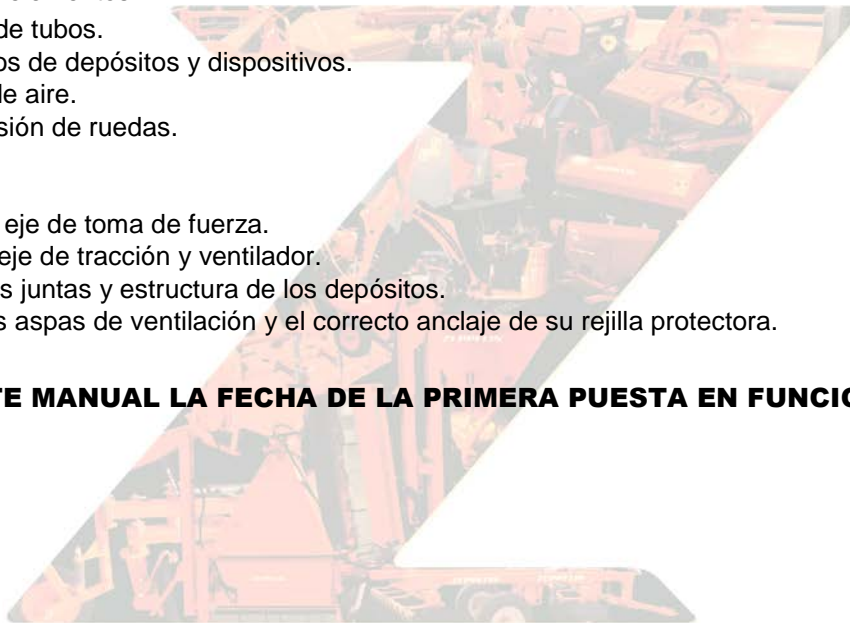 de tubos.
os de depósitos y dispositivos.
de aire.
sión de ruedas.
eje de toma de fuerza.
eje de tracción y ventilador.
s juntas y estructura de los depósitos.
s aspas de ventilación y el correcto anclaje de su rejilla protectora.
TE MANUAL LA FECHA DE LA PRIMERA PUESTA EN FUNCIO